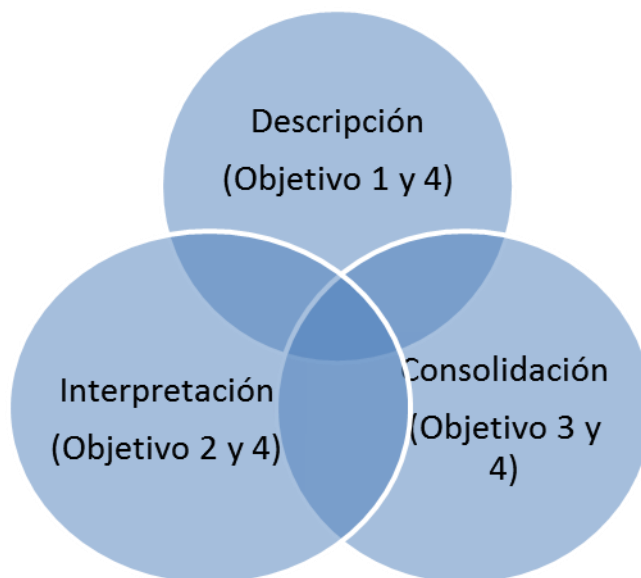 Descripción
(Objetivo 1 y 4)
Interpretación
(Objetivo 2 y 4)
Consolidación
(Objetivo 3 y
4)